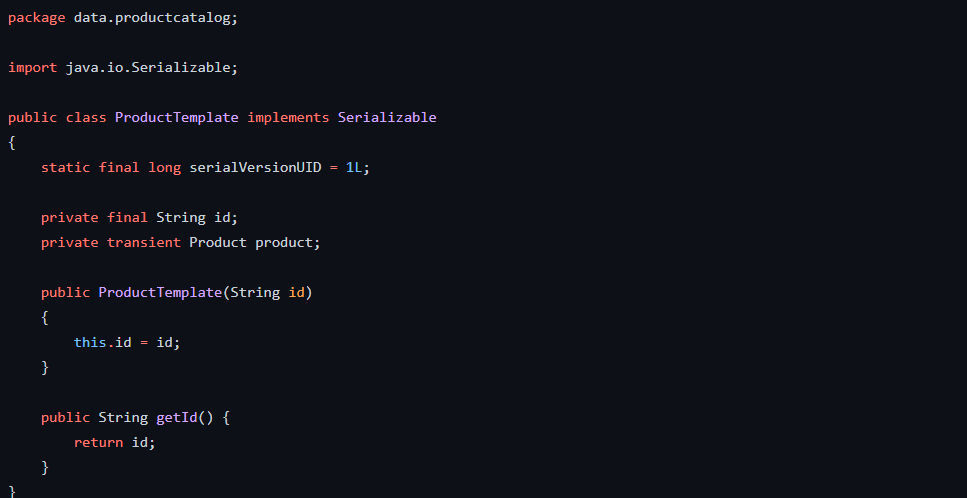 package data.productcatalog;
import java.io.Serializable;
public class ProductTemplate implements Serializable
{
    static final long serialVersionUID = 1L;
    private final String id;
    private transient Product product;
    public ProductTemplate(String id)
    {
        this.id = id;
    }
    public String getId() {
        return id;
    }
}